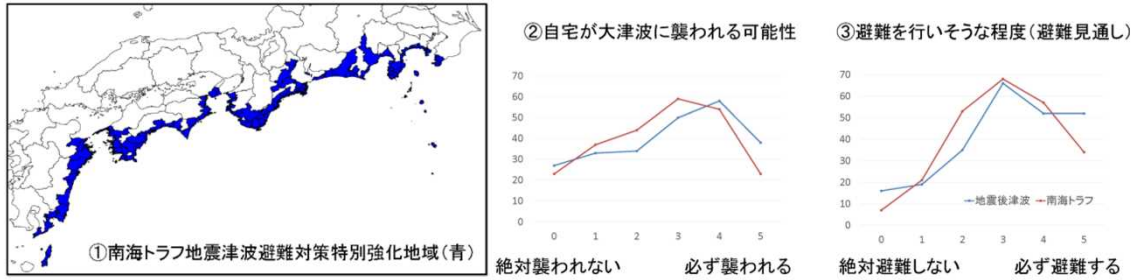 ①南海トラフ地震津波避難対策特別強化地域(青)
②自宅が大津波に襲われる可能性
70
60
50
40
30
20
10
0
0 1 2 3 4 5
絶対襲われない 必ず襲われる
③避難を行いそうな程度(避難見通し)
70
60
50
40
30
20
10
0
地震後津波 南海トラフ
0 1 2 3 4 5
絶対避難しない 必ず避難する